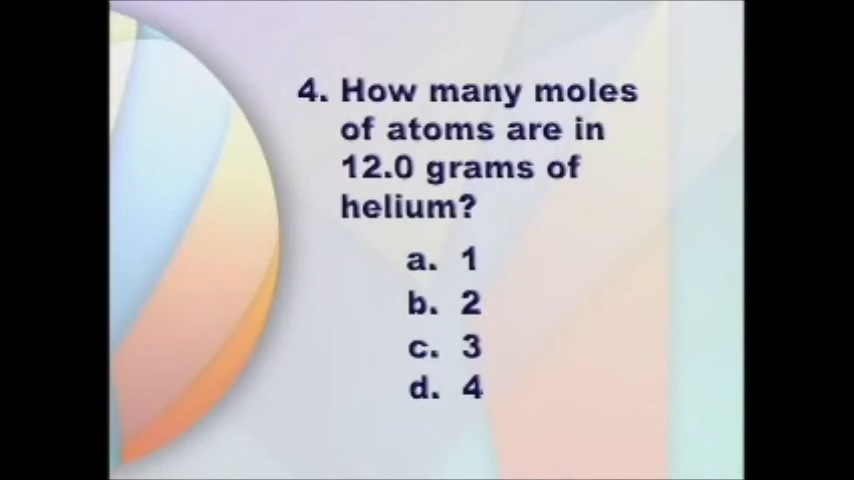 4. How many moles
of atoms are in
12.0 grams of
helium?
a. 1
b. 2
c. 3
d. 4